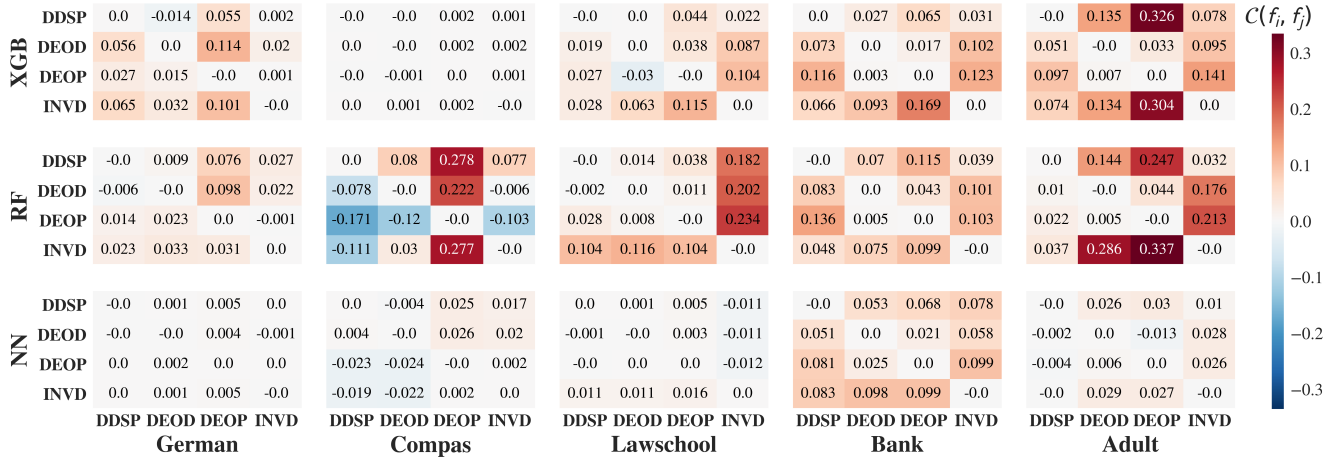 C(f_i, f_j)
XGB
DDSP 0.0 -0.014 0.055 0.002 0.0 -0.0 0.002 0.001 -0.0 0.0 0.044 0.022 0.0 0.027 0.065 0.031 -0.0 0.135 0.326 0.078
DEOD 0.056 0.0 0.114 0.02 -0.0 0.0 0.002 0.002 0.019 0.0 0.038 0.087 0.073 0.0 0.017 0.102 0.051 -0.0 0.033 0.095
DEOP 0.027 0.015 -0.0 0.001 -0.0 -0.001 0.0 0.001 0.027 -0.03 -0.0 0.104 0.116 0.003 0.0 0.123 0.097 0.007 0.0 0.141
INVD 0.065 0.032 0.101 -0.0 0.0 0.001 0.002 -0.0 0.028 0.063 0.115 0.0 0.066 0.093 0.169 0.0 0.074 0.134 0.304 0.0
RF
DDSP -0.0 0.009 0.076 0.027 0.0 0.08 0.278 0.077 -0.0 0.014 0.038 0.182 -0.0 0.07 0.115 0.039 0.0 0.144 0.247 0.032
DEOD -0.006 -0.0 0.098 0.022 -0.078 -0.0 0.222 -0.006 -0.002 0.0 0.011 0.202 0.083 0.0 0.043 0.101 0.01 -0.0 0.044 0.176
DEOP 0.014 0.023 0.0 -0.001 -0.171 -0.12 -0.0 -0.103 0.028 0.008 -0.0 0.234 0.136 0.005 0.0 0.103 0.022 0.005 -0.0 0.213
INVD 0.023 0.033 0.031 0.0 -0.111 0.03 0.277 -0.0 0.104 0.116 0.104 -0.0 0.048 0.075 0.099 -0.0 0.037 0.286 0.337 -0.0
NN
DDSP -0.0 0.001 0.005 0.0 0.0 -0.004 0.025 0.017 0.0 0.001 0.005 -0.011 -0.0 0.053 0.068 0.078 -0.0 0.026 0.03 0.01
DEOD -0.0 -0.0 0.004 -0.001 0.004 -0.0 0.026 0.02 -0.001 -0.0 0.003 -0.011 0.051 0.0 0.021 0.058 -0.002 0.0 -0.013 0.028
DEOP 0.0 0.002 0.0 0.0 -0.023 -0.024 -0.0 0.002 -0.0 0.0 0.0 -0.012 0.081 0.025 0.0 0.099 -0.004 0.006 0.0 0.026
INVD 0.0 0.001 0.005 -0.0 -0.019 -0.022 0.002 0.0 0.011 0.011 0.016 0.0 0.083 0.098 0.099 -0.0 -0.0 0.029 0.027 -0.0
DDSP DEOD DEOP INVD DDSP DEOD DEOP INVD DDSP DEOD DEOP INVD DDSP DEOD DEOP INVD DDSP DEOD DEOP INVD
German Compas Lawschool Bank Adult
0.3
0.2
0.1
0.0
−0.1
−0.2
−0.3